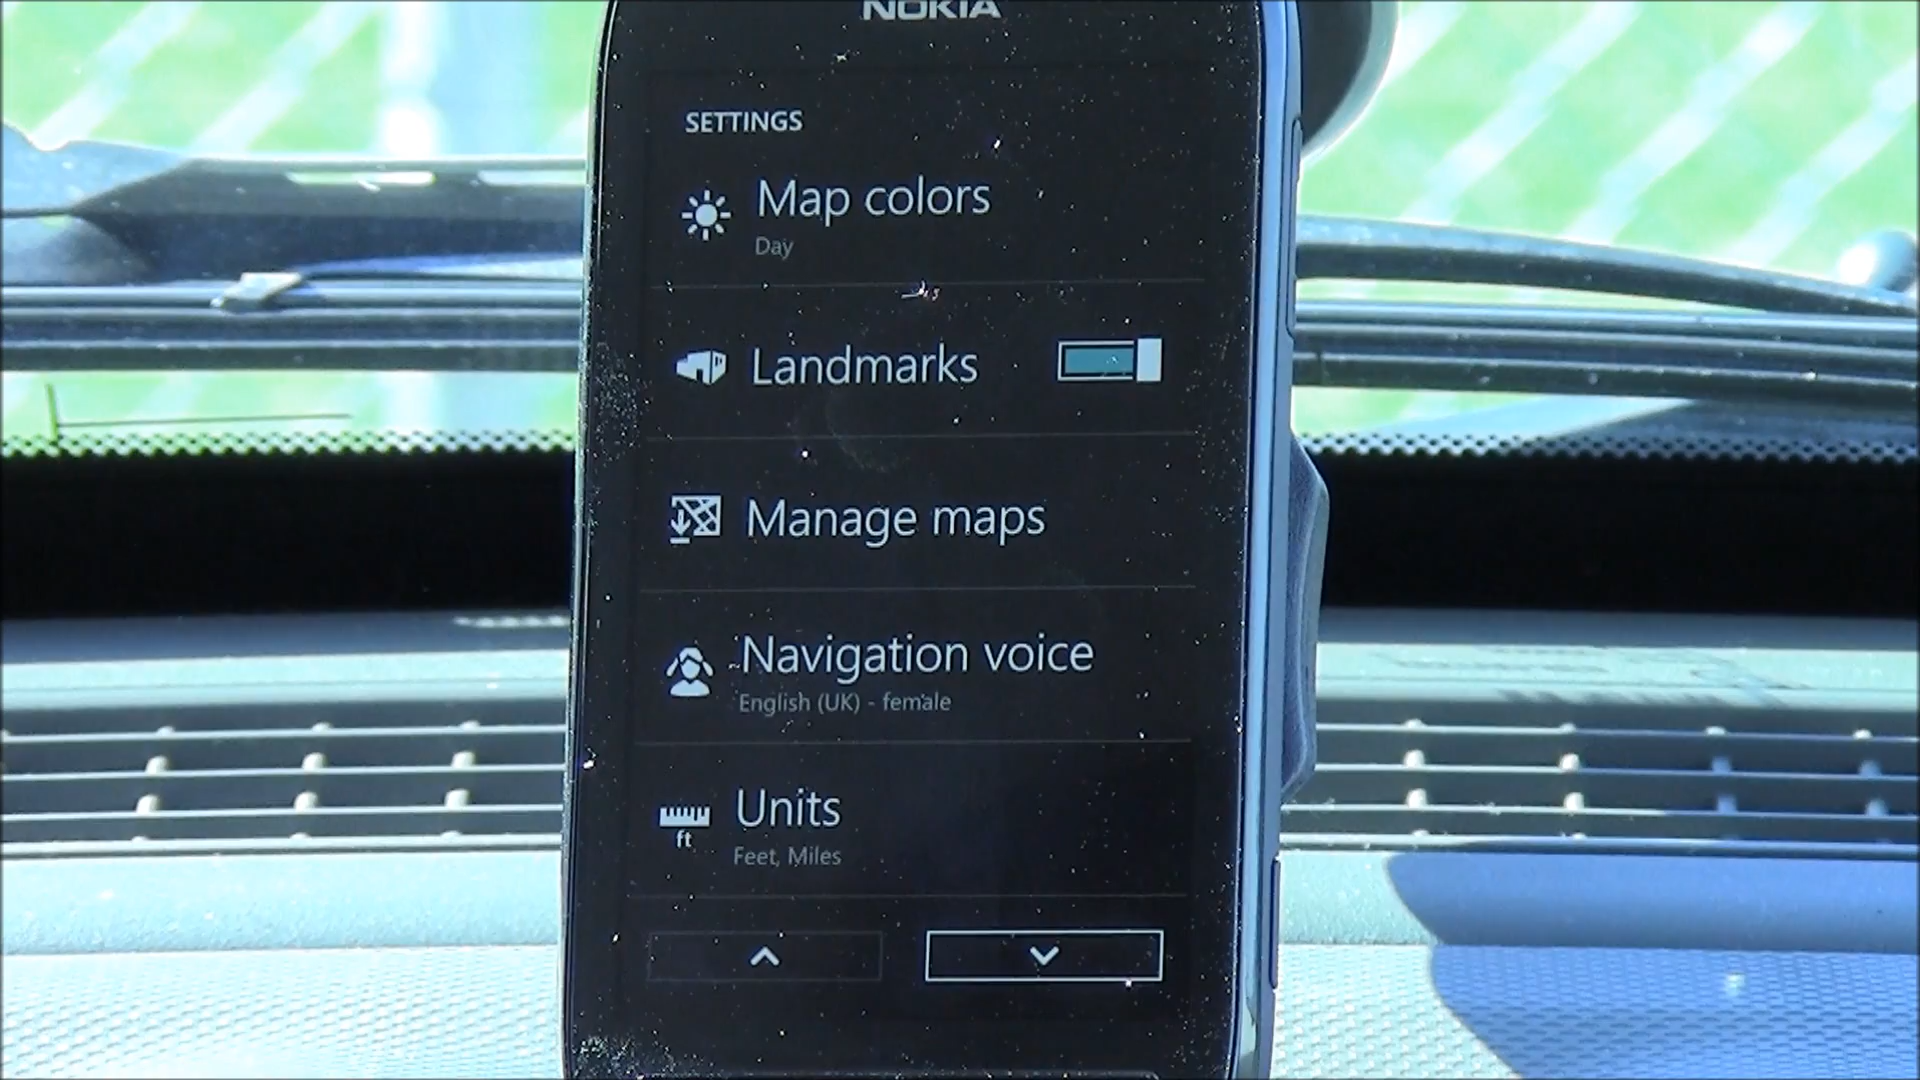 NOKIA
SETTINGS
Map colors
Day
Landmarks
Manage maps
Navigation voice
English (UK) - female
Units
ft
Feet, Miles